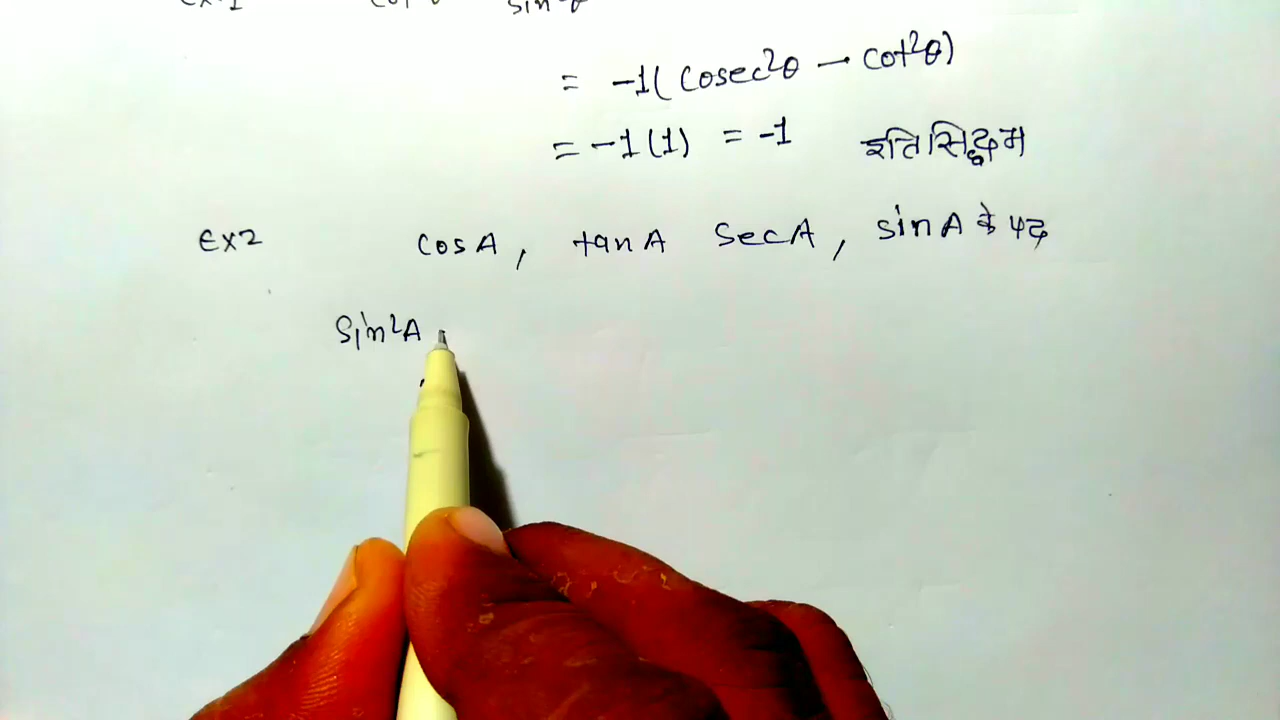 = -1( cosec²θ - cot²θ)
= -1(1) = -1 इतिसिद्धम
Ex2 cosA, tanA secA, sinA के पद
Sin²A